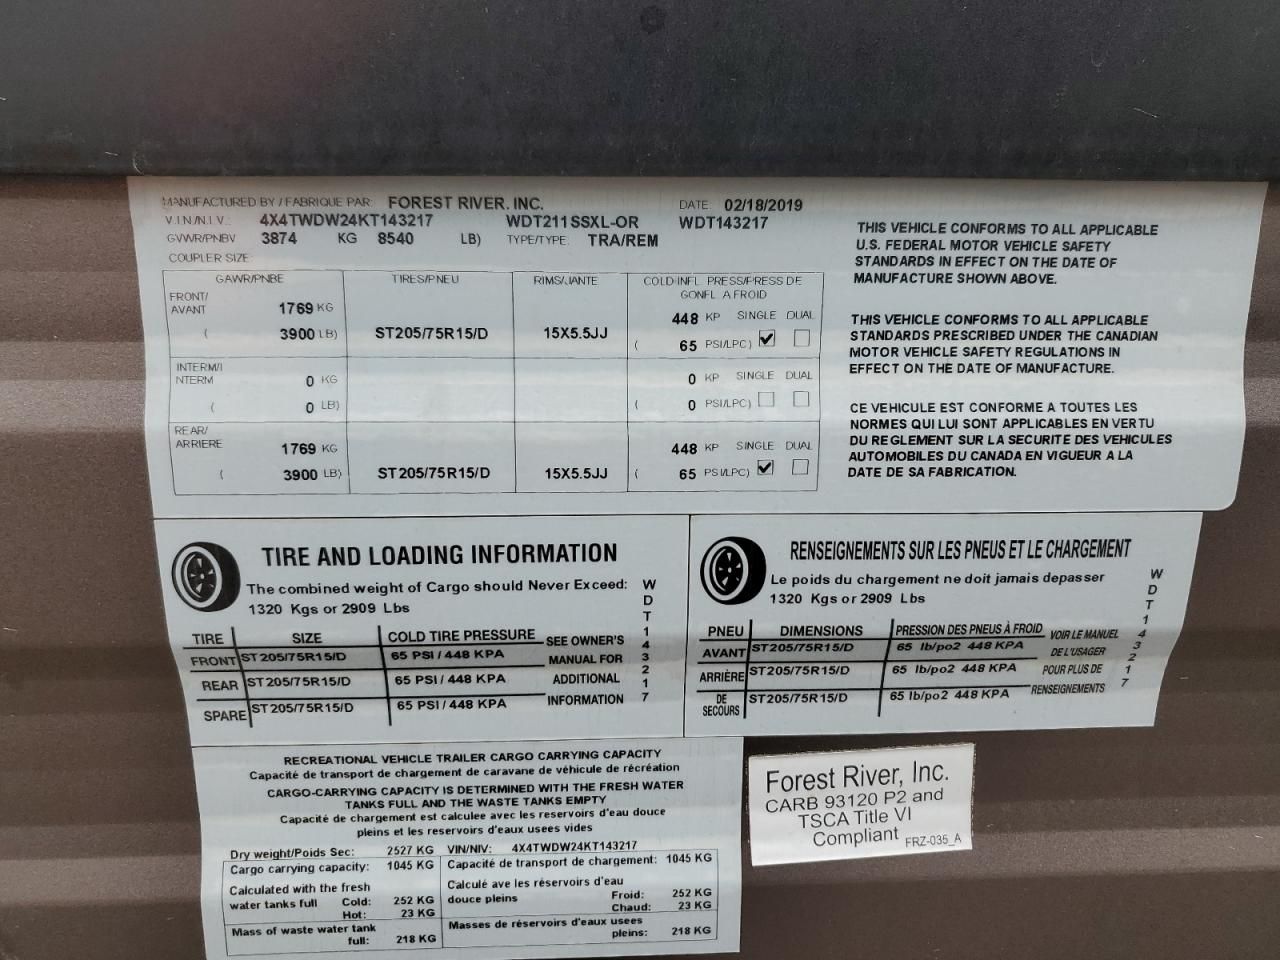 MANUFACTURED BY / FABRIQUE PAR: FOREST RIVER, INC. DATE: 02/18/2019
V.I.N/N.I.V.: 4X4TWDW24KT143217 WDT211SSXL-OR WDT143217
GVWR/PNBV 3874 KG 8540 LB) TYPE/TYPE: TRA/REM
COUPLER SIZE:
GAWR/PNBE TIRES/PNEU RIMS/JANTE COLD INFL PRESS/PRESS DE
GONFL A FROID
FRONT/
AVANT 1769 KG 448 KP SINGLE DUAL
( 3900 LB) ST205/75R15/D 15X5.5JJ ( 65 PSI/LPC)
INTERM/I
NTERM 0 KG 0 KP SINGLE DUAL
( 0 LB) ( 0 PSI/LPC)
REAR/
ARRIERE 1769 KG 448 KP SINGLE DUAL
( 3900 LB) ST205/75R15/D 15X5.5JJ ( 65 PSI/LPC)
THIS VEHICLE CONFORMS TO ALL APPLICABLE
U.S. FEDERAL MOTOR VEHICLE SAFETY
STANDARDS IN EFFECT ON THE DATE OF
MANUFACTURE SHOWN ABOVE.
THIS VEHICLE CONFORMS TO ALL APPLICABLE
STANDARDS PRESCRIBED UNDER THE CANADIAN
MOTOR VEHICLE SAFETY REGULATIONS IN
EFFECT ON THE DATE OF MANUFACTURE.
CE VEHICULE EST CONFORME A TOUTES LES
NORMES QUI LUI SONT APPLICABLES EN VERTU
DU REGLEMENT SUR LA SECURITE DES VEHICULES
AUTOMOBILES DU CANADA EN VIGUEUR A LA
DATE DE SA FABRICATION.
TIRE AND LOADING INFORMATION
The combined weight of Cargo should Never Exceed:
1320 Kgs or 2909 Lbs
TIRE SIZE COLD TIRE PRESSURE SEE OWNER'S
FRONT ST205/75R15/D 65 PSI / 448 KPA MANUAL FOR
REAR ST205/75R15/D 65 PSI / 448 KPA ADDITIONAL
SPARE ST205/75R15/D 65 PSI / 448 KPA INFORMATION
WDT143217
RENSEIGNEMENTS SUR LES PNEUS ET LE CHARGEMENT
Le poids du chargement ne doit jamais depasser
1320 Kgs or 2909 Lbs
PNEU DIMENSIONS PRESSION DES PNEUS À FROID VOIR LE MANUEL
AVANT ST205/75R15/D 65 lb/po2 448 KPA DE L'USAGER
ARRIÈRE ST205/75R15/D 65 lb/po2 448 KPA POUR PLUS DE
DE
SECOURS ST205/75R15/D 65 lb/po2 448 KPA RENSEIGNEMENTS
WDT143217
RECREATIONAL VEHICLE TRAILER CARGO CARRYING CAPACITY
Capacité de transport de chargement de caravane de véhicule de récréation
CARGO-CARRYING CAPACITY IS DETERMINED WITH THE FRESH WATER
TANKS FULL AND THE WASTE TANKS EMPTY
Capacité de chargement est calculee avec les reservoirs d'eau douce
pleins et les reservoirs d'eaux usees vides
Dry weight/Poids Sec: 2527 KG VIN/NIV: 4X4TWDW24KT143217
Cargo carrying capacity: 1045 KG Capacité de transport de chargement: 1045 KG
Calculated with the fresh
water tanks full Cold: 252 KG
Hot: 23 KG
Calculé ave les réservoirs d'eau
douce pleins Froid: 252 KG
Chaud: 23 KG
Mass of waste water tank
full: 218 KG
Masses de réservoirs d'eaux usees
pleins: 218 KG
Forest River, Inc.
CARB 93120 P2 and
TSCA Title VI
Compliant FRZ-035_A